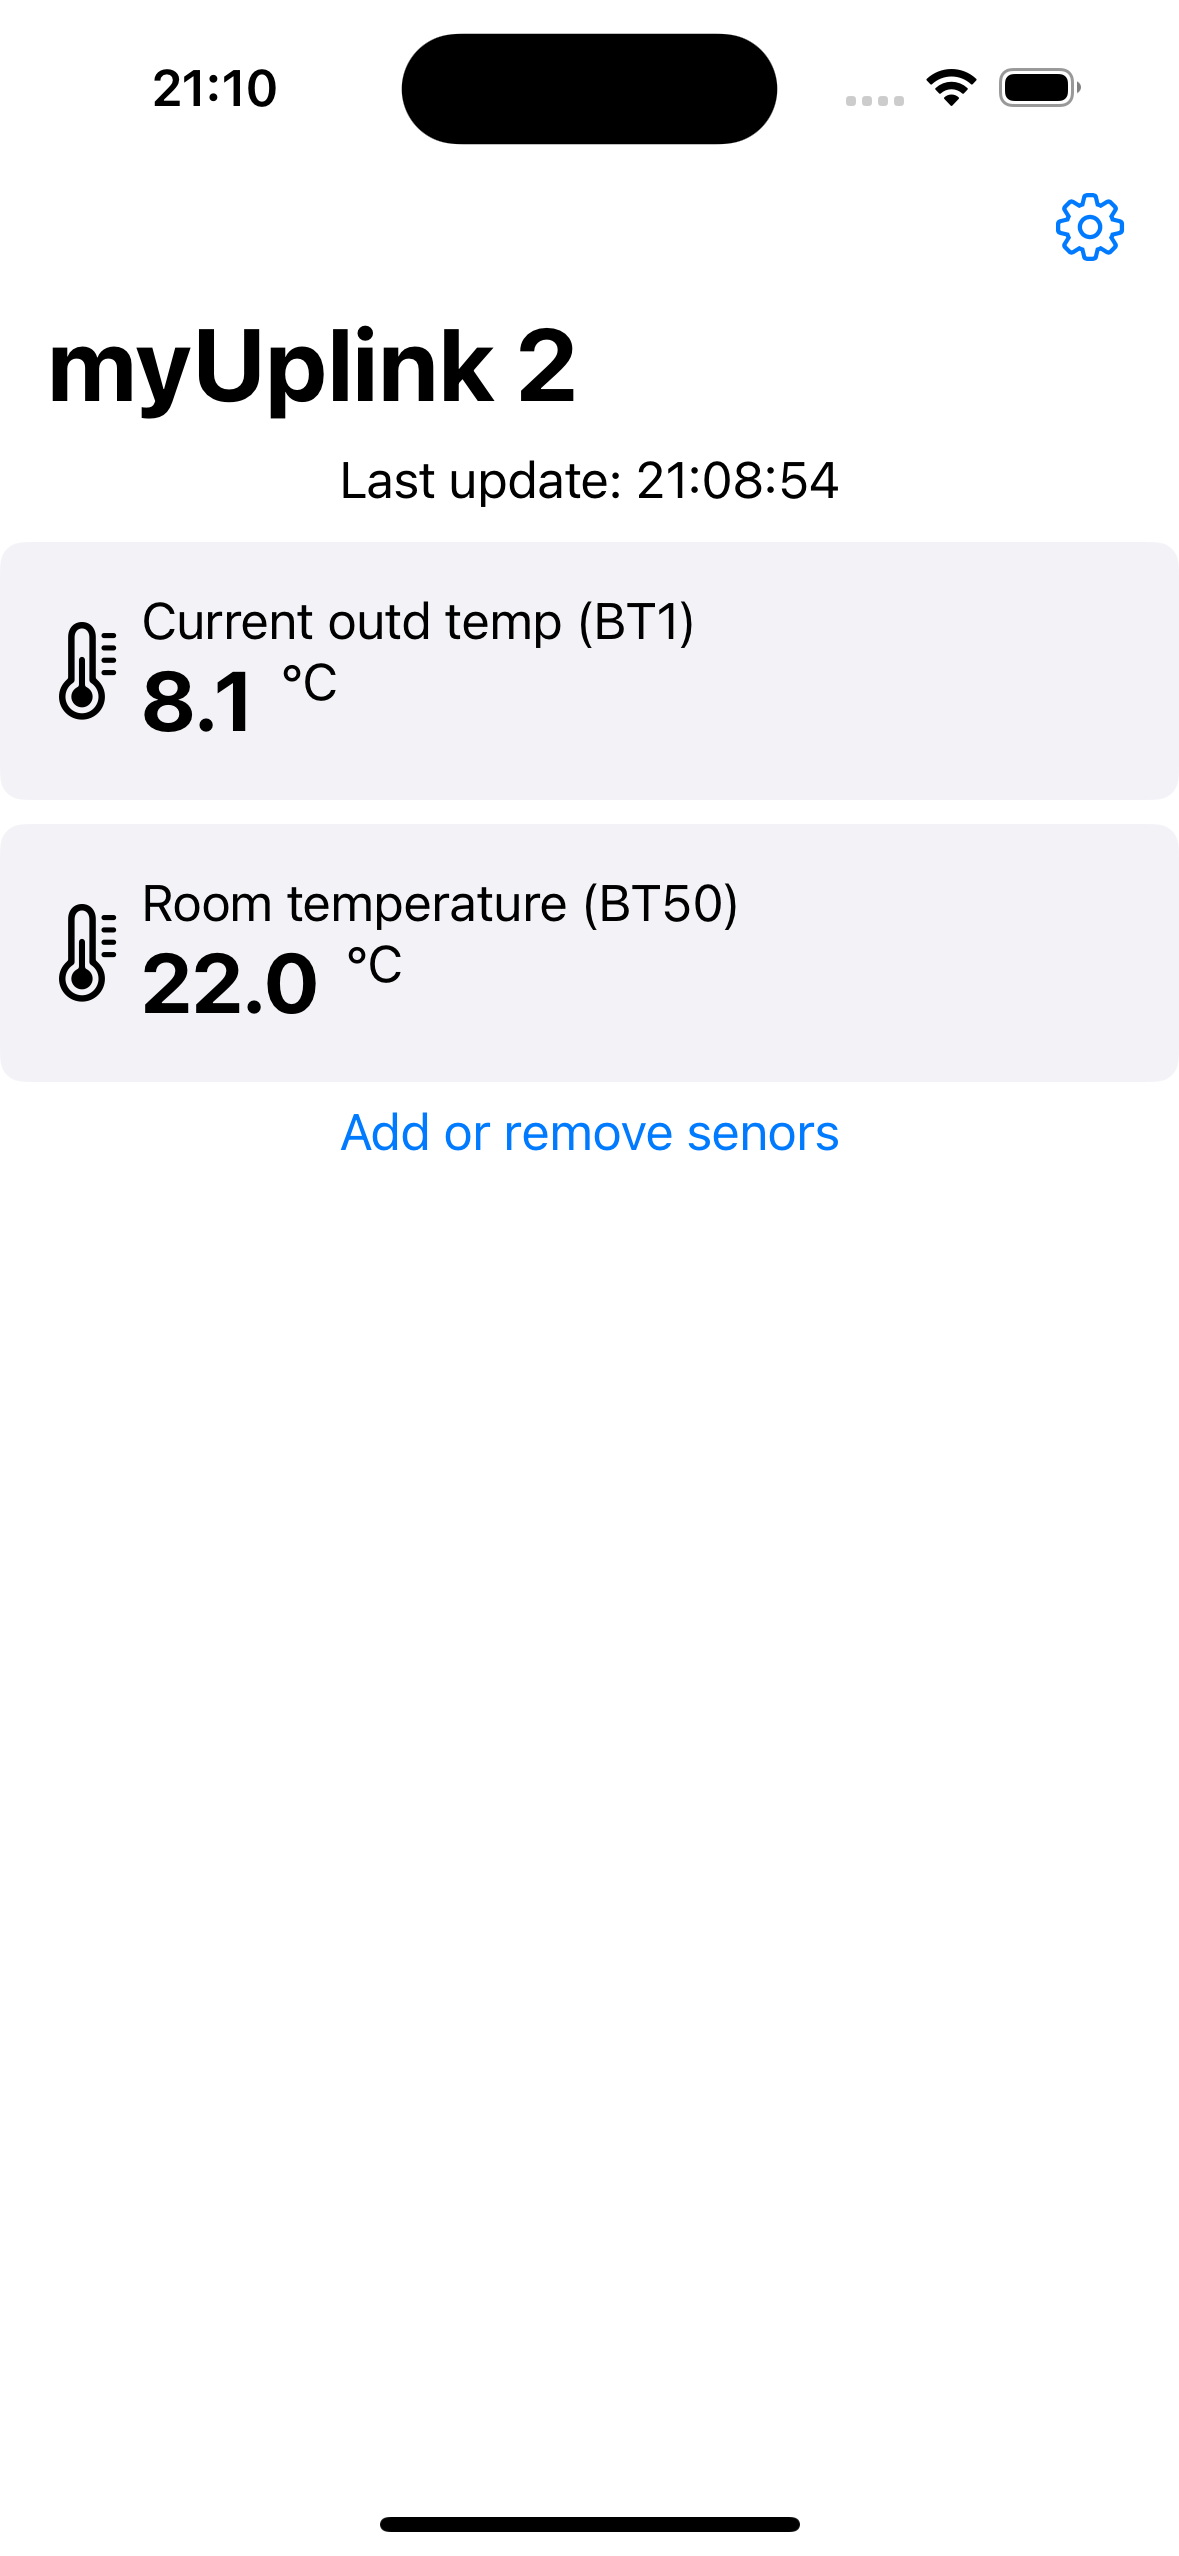 21:10
myUplink 2
Last update: 21:08:54
Current outd temp (BT1)
8.1 °C
Room temperature (BT50)
22.0 °C
Add or remove senors